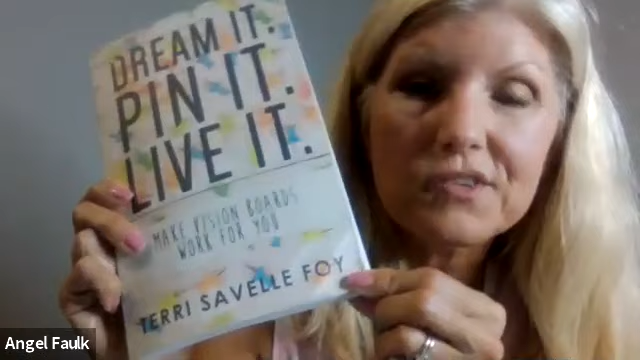 DREAM IT.
PIN IT.
LIVE IT.
MAKE VISION BOARDS
WORK FOR YOU
TERRI SAVELLE FOY
Angel Faulk